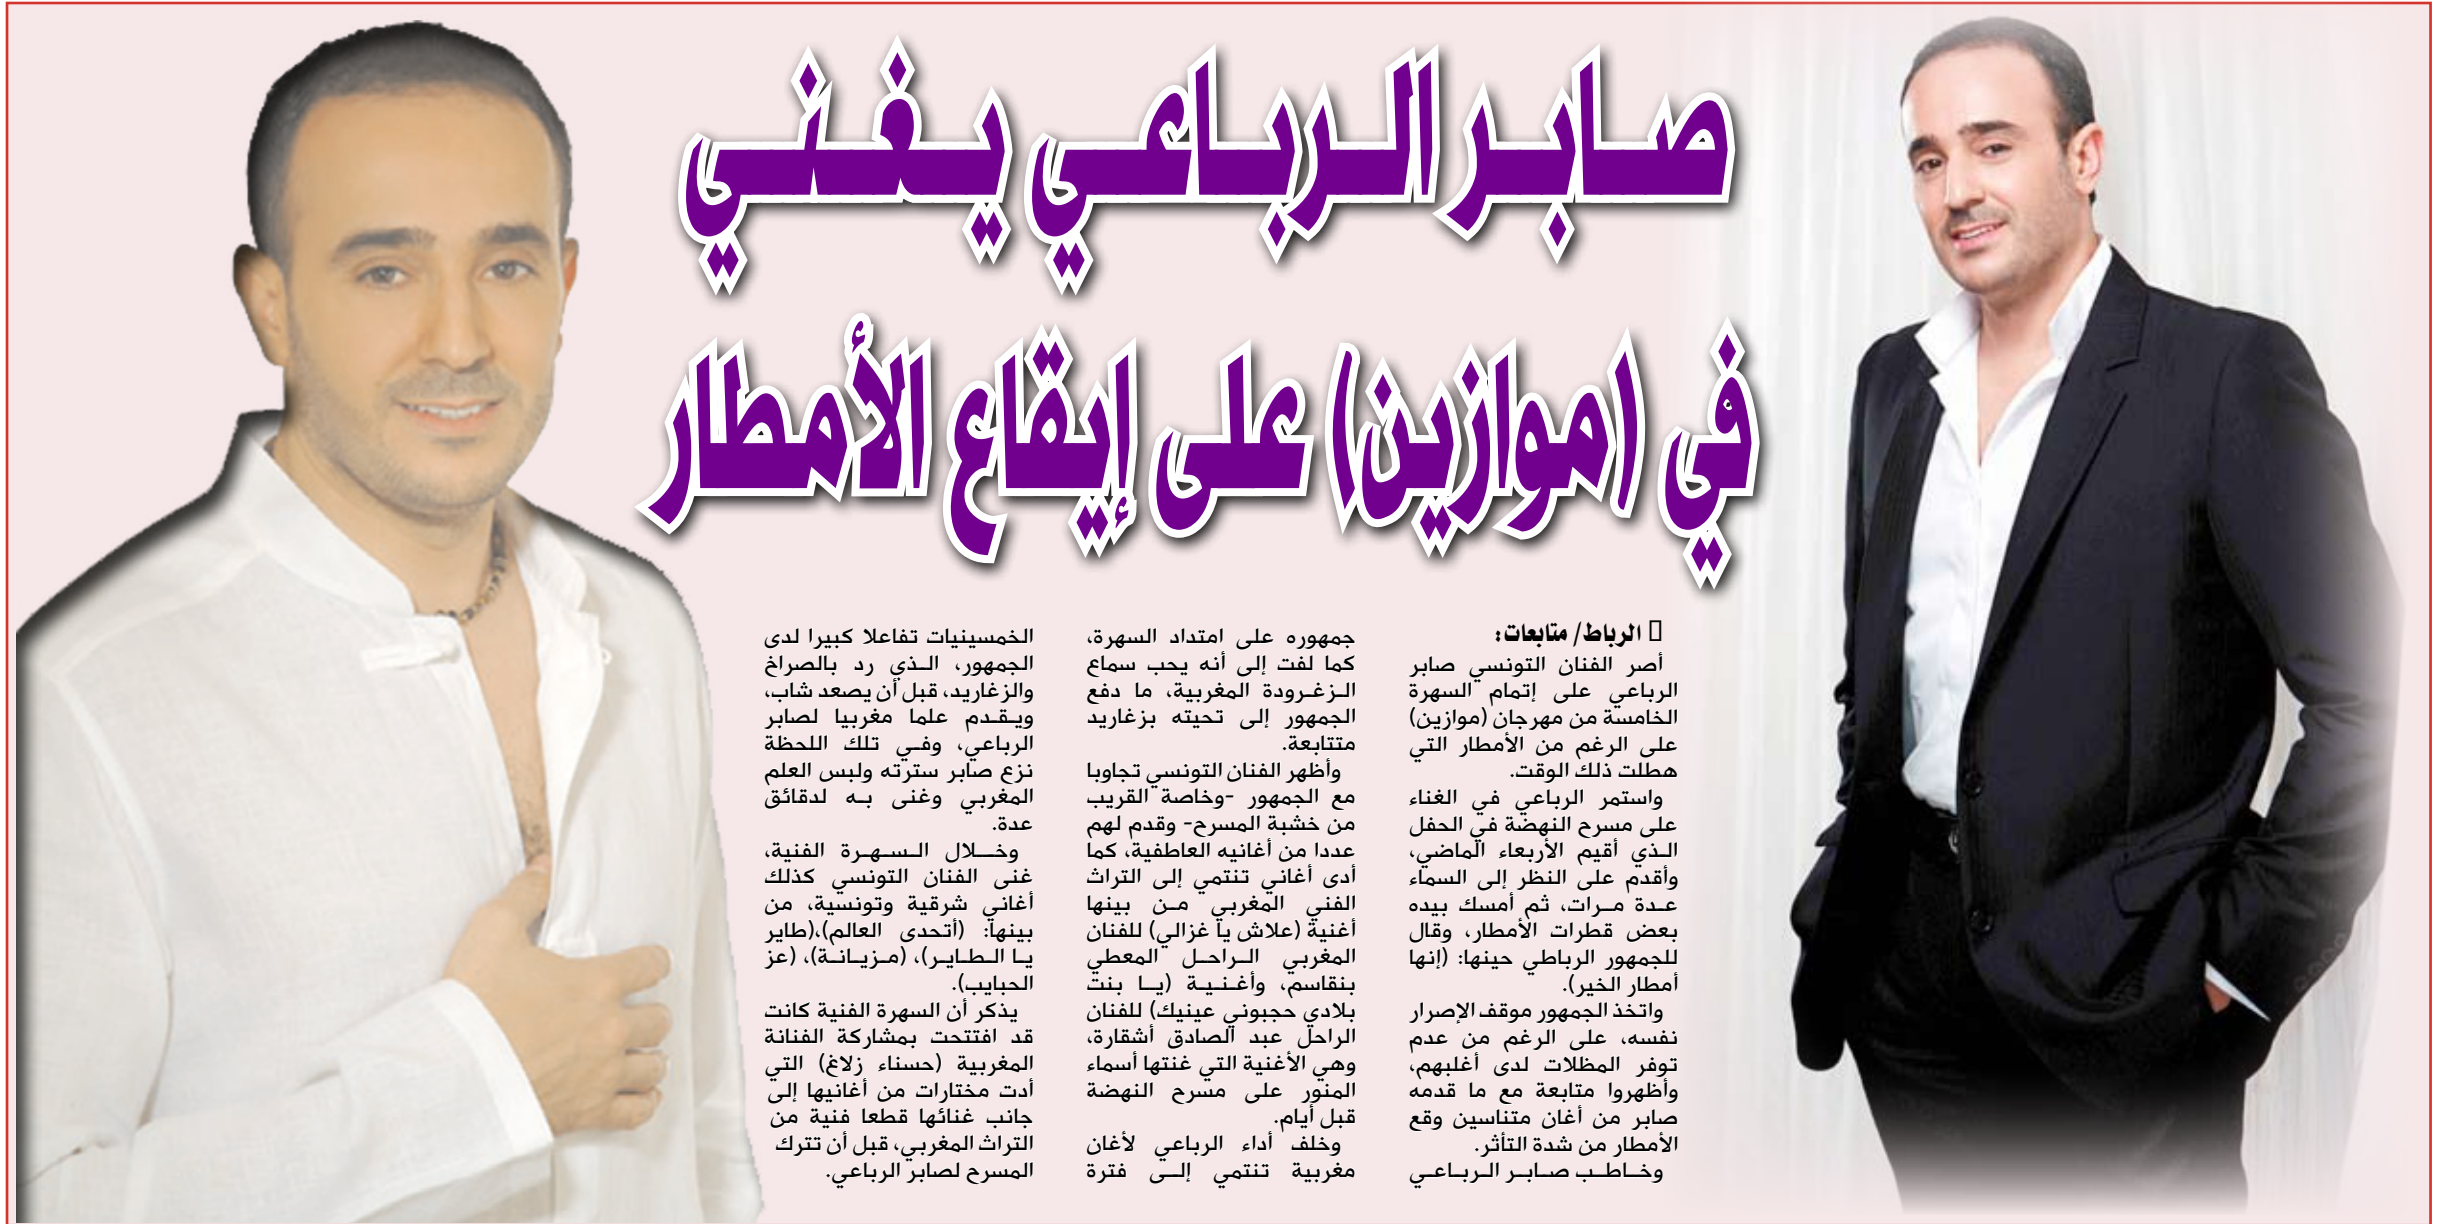 صابر الرباعي يغني
في (موازين) على إيقاع الأمطار
الرباط/ متابعات:
أصر الفنان التونسي صابر
الرباعي على إتمام السهرة
الخامسة من مهرجان (موازين)
على الرغم من الأمطار التي
هطلت ذلك الوقت.
واستمر الرباعي في الغناء
على مسرح النهضة في الحفل
الذي أقيم الأربعاء الماضي،
وأقدم على النظر إلى السماء
عدة مرات، ثم أمسك بيده
بعض قطرات الأمطار، وقال
للجمهور الرباطي حينها: (إنها
أمطار الخير).
واتخذ الجمهور موقف الإصرار
نفسه، على الرغم من عدم
توفر المظلات لدى أغلبهم،
وأظهروا متابعة مع ما قدمه
صابر من أغان متناسين وقع
الأمطار من شدة التأثر.
وخاطب صابر الرباعي
جمهوره على امتداد السهرة،
كما لفت إلى أنه يحب سماع
الزغرودة المغربية، ما دفع
الجمهور إلى تحيته بزغاريد
متتابعة.
وأظهر الفنان التونسي تجاوبا
مع الجمهور -وخاصة القريب
من خشبة المسرح- وقدم لهم
عددا من أغانيه العاطفية، كما
أدى أغاني تنتمي إلى التراث
الفني المغربي من بينها
أغنية (علاش يا غزالي) للفنان
المغربي الراحل المعطي
بنقاسم، وأغنية (يا بنت
بلادي حجبوني عينيك) للفنان
الراحل عبد الصادق أشقارة،
وهي الأغنية التي غنتها أسماء
المنور على مسرح النهضة
قبل أيام.
وخلف أداء الرباعي لأغان
مغربية تنتمي إلى فترة
الخمسينيات تفاعلا كبيرا لدى
الجمهور، الذي رد بالصراخ
والزغاريد، قبل أن يصعد شاب،
ويقدم علما مغربيا لصابر
الرباعي، وفي تلك اللحظة
نزع صابر سترته ولبس العلم
المغربي وغنى به لدقائق
عدة.
وخلال السهرة الفنية،
غنى الفنان التونسي كذلك
أغاني شرقية وتونسية، من
بينها: (أتحدى العالم)،(طاير
يا الطاير)، (مزيانة)، (عز
الحبايب).
يذكر أن السهرة الفنية كانت
قد افتتحت بمشاركة الفنانة
المغربية (حسناء زلاغ) التي
أدت مختارات من أغانيها إلى
جانب غنائها قطعا فنية من
التراث المغربي، قبل أن تترك
المسرح لصابر الرباعي.